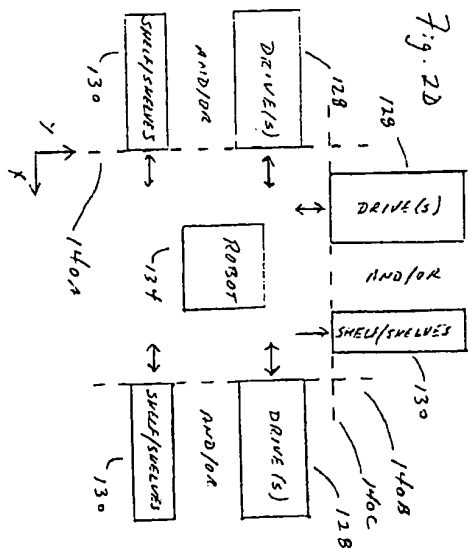 130
140B
140C
DRIVE(S)
AND/OR
SHELF/SHELVES
128
128
128
DRIVE(S)
DRIVE(S)
AND/OR
ROBOT
AND/OR
134
SHELF/SHELVES
SHELF/SHELVES
130
130
140A
Y
X
Fig. 2D